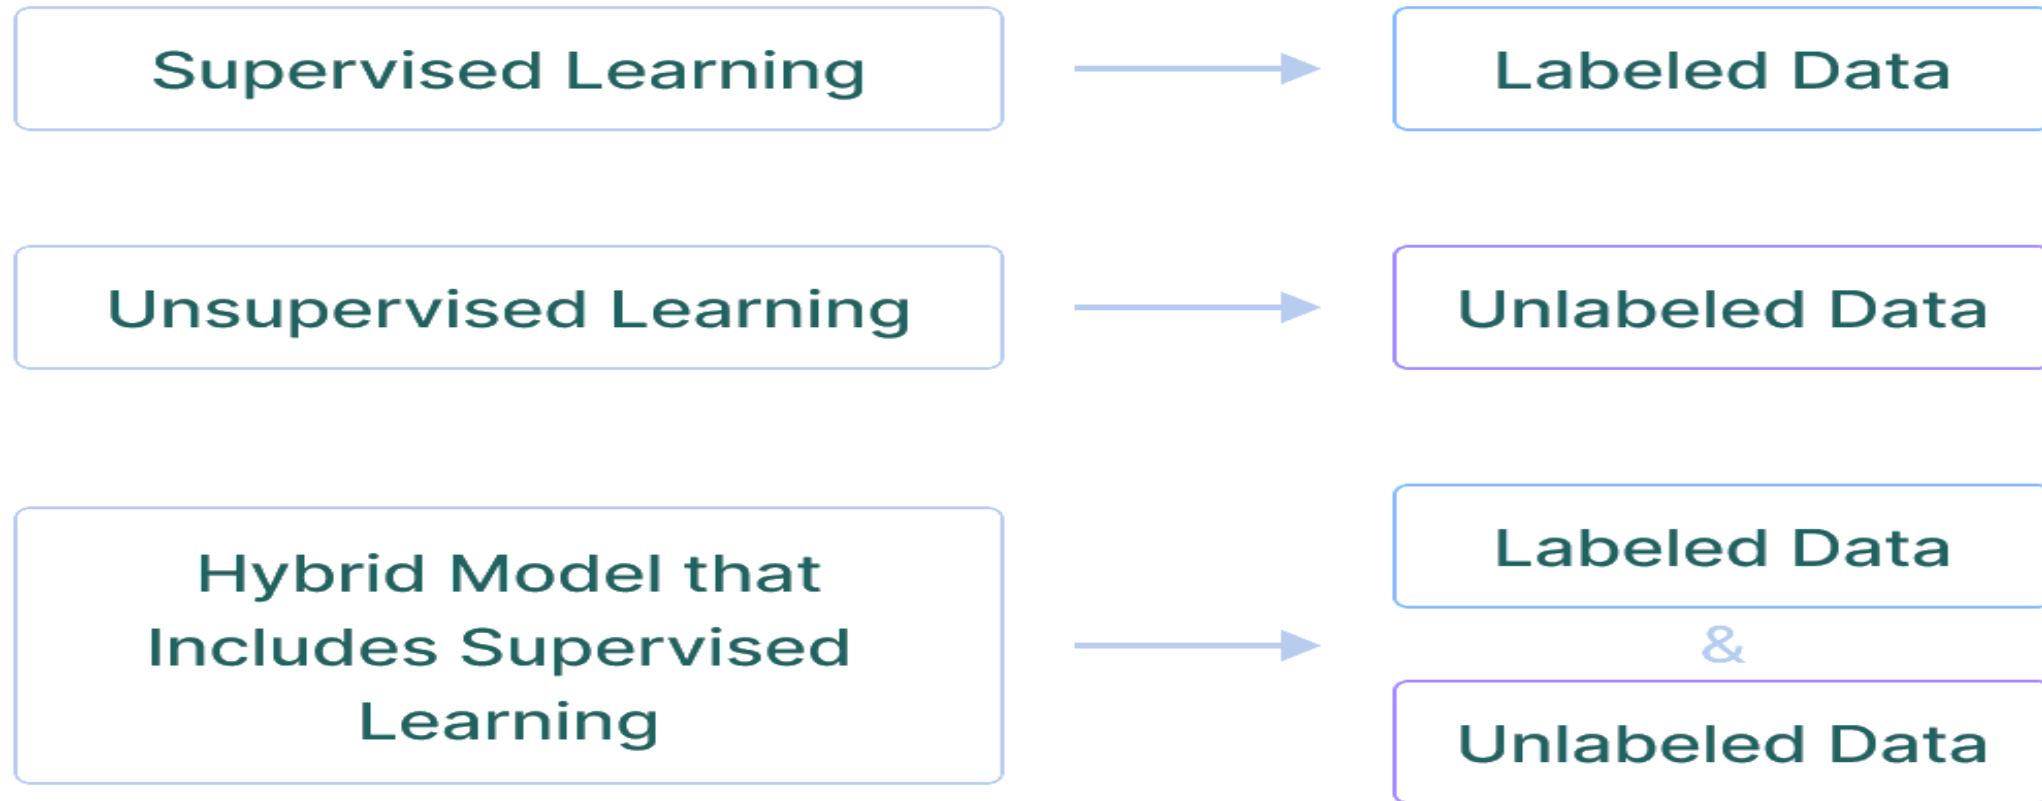 Supervised Learning
Labeled Data
Unsupervised Learning
Unlabeled Data
Hybrid Model that
Includes Supervised
Learning
Labeled Data
&
Unlabeled Data